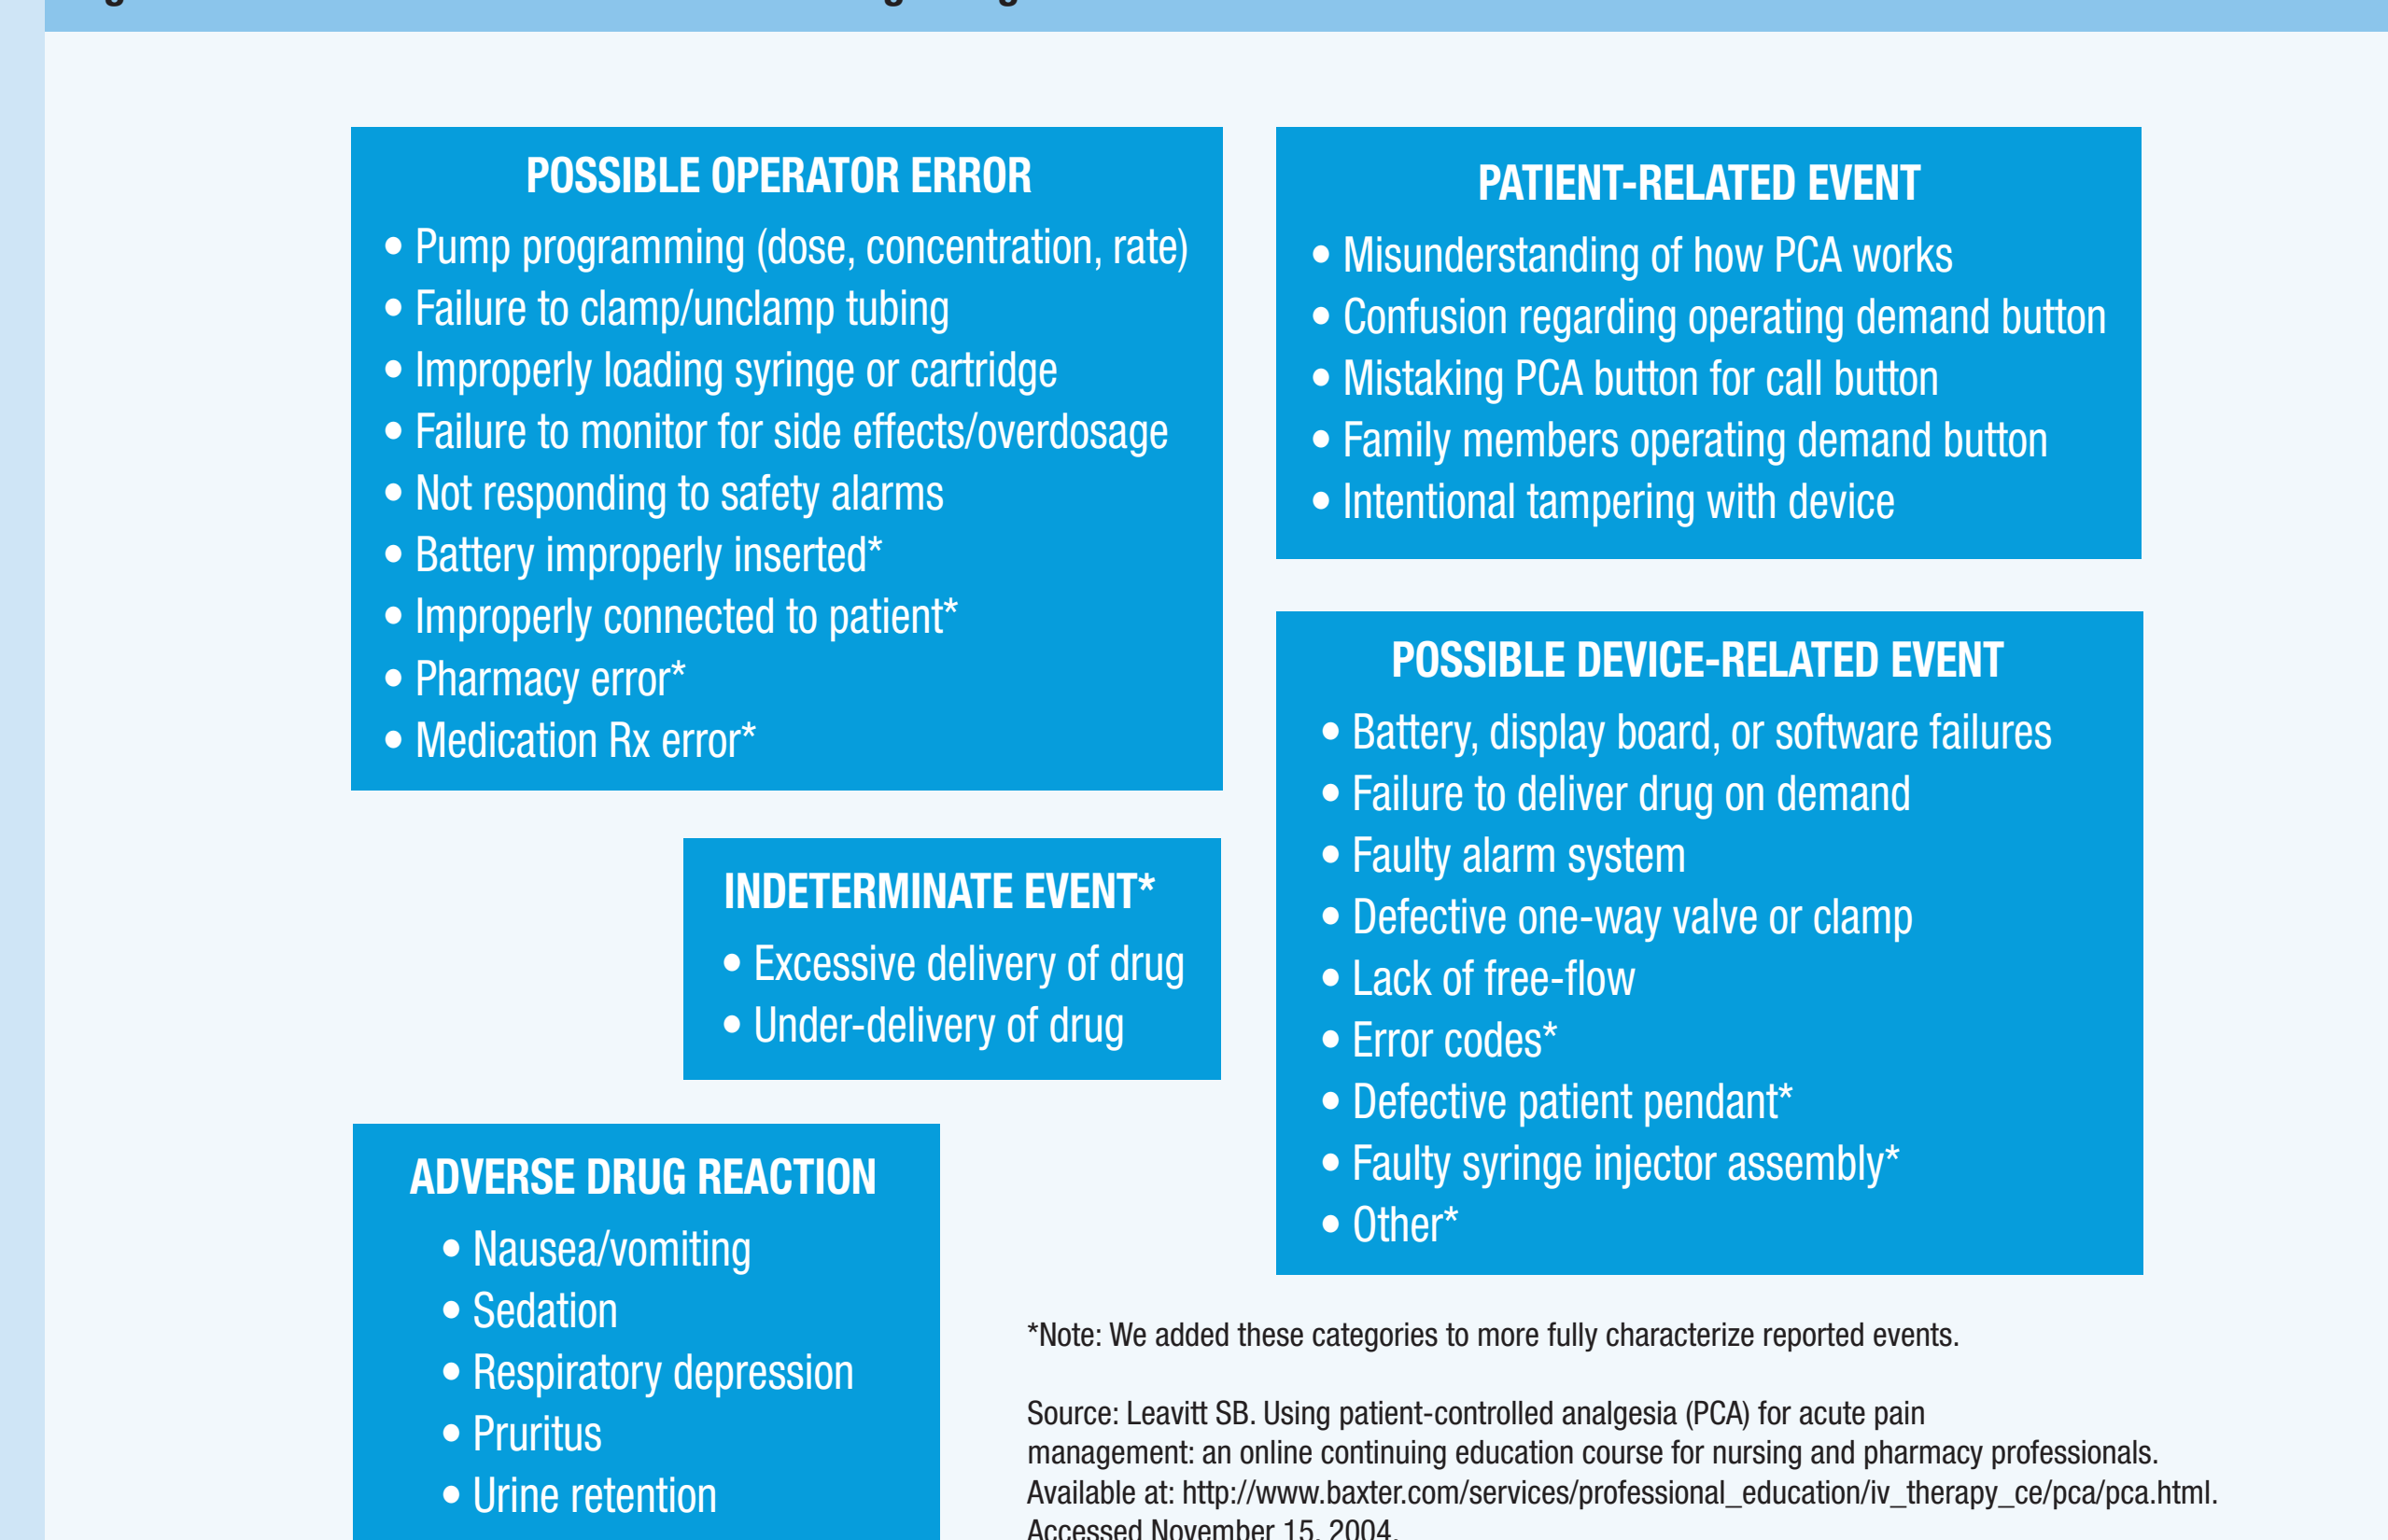 POSSIBLE OPERATOR ERROR
• Pump programming (dose, concentration, rate)
• Failure to clamp/unclamp tubing
• Improperly loading syringe or cartridge
• Failure to monitor for side effects/overdosage
• Not responding to safety alarms
• Battery improperly inserted*
• Improperly connected to patient*
• Pharmacy error*
• Medication Rx error*
PATIENT-RELATED EVENT
• Misunderstanding of how PCA works
• Confusion regarding operating demand button
• Mistaking PCA button for call button
• Family members operating demand button
• Intentional tampering with device
POSSIBLE DEVICE-RELATED EVENT
• Battery, display board, or software failures
• Failure to deliver drug on demand
• Faulty alarm system
• Defective one-way valve or clamp
• Lack of free-flow
• Error codes*
• Defective patient pendant*
• Faulty syringe injector assembly*
• Other*
INDETERMINATE EVENT*
• Excessive delivery of drug
• Under-delivery of drug
ADVERSE DRUG REACTION
• Nausea/vomiting
• Sedation
• Respiratory depression
• Pruritus
• Urine retention
*Note: We added these categories to more fully characterize reported events.
Source: Leavitt SB. Using patient-controlled analgesia (PCA) for acute pain
management: an online continuing education course for nursing and pharmacy professionals.
Available at: http://www.baxter.com/services/professional_education/iv_therapy_ce/pca/pca.html.
Accessed November 15, 2004.